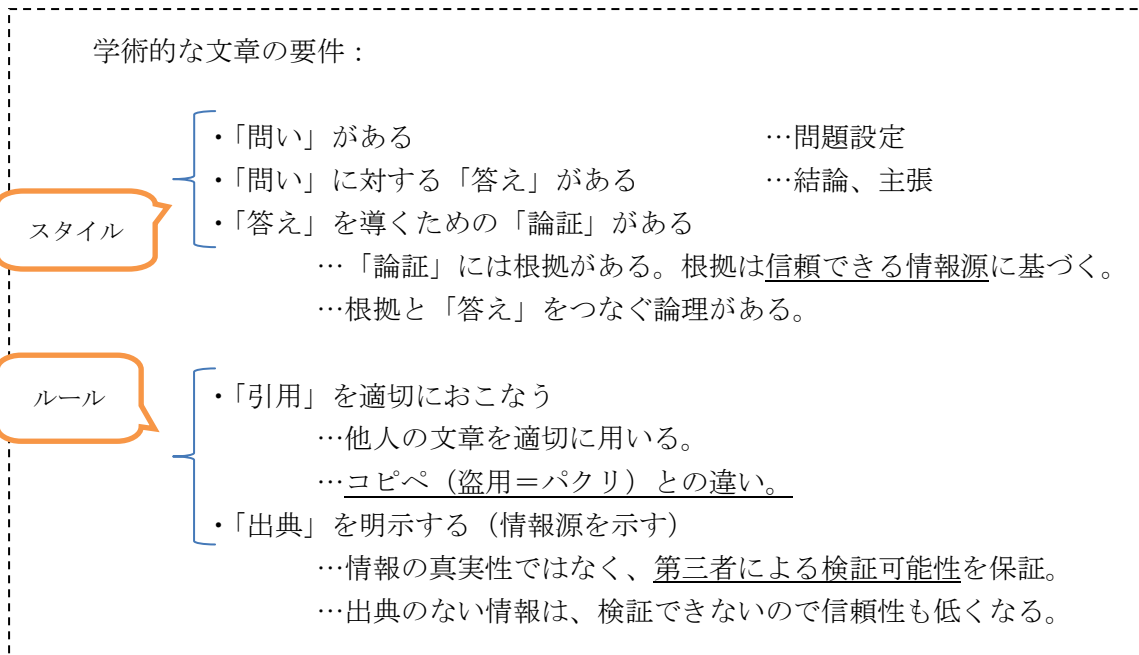 学術的な文章の要件：
・「問い」がある …問題設定
・「問い」に対する「答え」がある …結論、主張
スタイル
・「答え」を導くための「論証」がある
…「論証」には根拠がある。根拠は信頼できる情報源に基づく。
…根拠と「答え」をつなぐ論理がある。
ルール
・「引用」を適切におこなう
…他人の文章を適切に用いる。
…コピペ（盗用＝パクリ）との違い。
・「出典」を明示する（情報源を示す）
…情報の真実性ではなく、第三者による検証可能性を保証。
…出典のない情報は、検証できないので信頼性も低くなる。